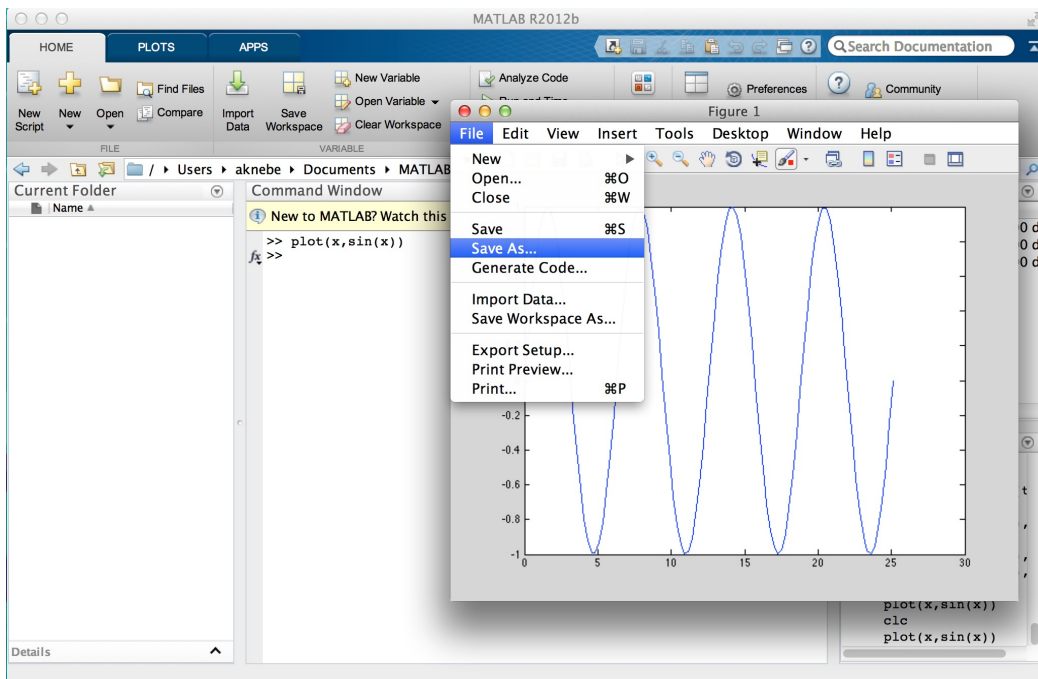 MATLAB R2012b
HOME PLOTS APPS
Search Documentation
New Script
New
Open
Find Files
Compare
Import Data
Save Workspace
New Variable
Open Variable
Clear Workspace
Analyze Code
Preferences
Community
FILE
VARIABLE
/ Users aknebe Documents MATLAB
Current Folder
Name
Command Window
New to MATLAB? Watch this
>> plot(x,sin(x))
fx >>
Details
Figure 1
File Edit View Insert Tools Desktop Window Help
New
Open... ⌘O
Close ⌘W
Save ⌘S
Save As...
Generate Code...
Import Data...
Save Workspace As...
Export Setup...
Print Preview...
Print... ⌘P
-0.2
-0.4
-0.6
-0.8
-1
0 5 10 15 20 25 30
plot(x,sin(x))
clc
plot(x,sin(x))